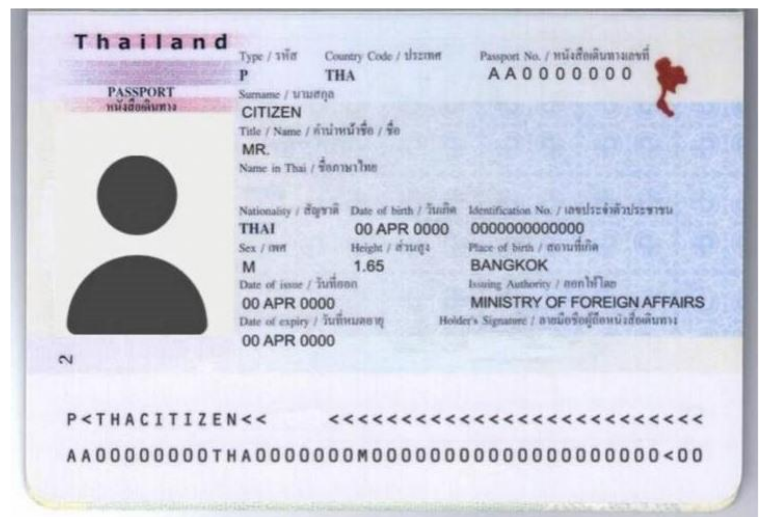 Thailand
PASSPORT
หนังสือเดินทาง
Type / รหัส Country Code / ประเทศ Passport No. / หนังสือเดินทางเลขที่
P THA AA0000000
Surname / นามสกุล
CITIZEN
Title / Name / คำนำหน้าชื่อ / ชื่อ
MR.
Name in Thai / ชื่อภาษาไทย
Nationality / สัญชาติ Date of birth / วันเกิด Identification No. / เลขประจำตัวประชาชน
THAI 00 APR 0000 0000000000000
Sex / เพศ Height / ส่วนสูง Place of birth / สถานที่เกิด
M 1.65 BANGKOK
Date of issue / วันที่ออก Issuing Authority / ออกให้โดย
00 APR 0000 MINISTRY OF FOREIGN AFFAIRS
Date of expiry / วันที่หมดอายุ Holder's Signature / ลายมือชื่อผู้ถือหนังสือเดินทาง
00 APR 0000
2
P<THACITIZEN<< <<<<<<<<<<<<<<<<<<<<<<<<<<
AA00000000THA0000000M00000000000000000000000<00